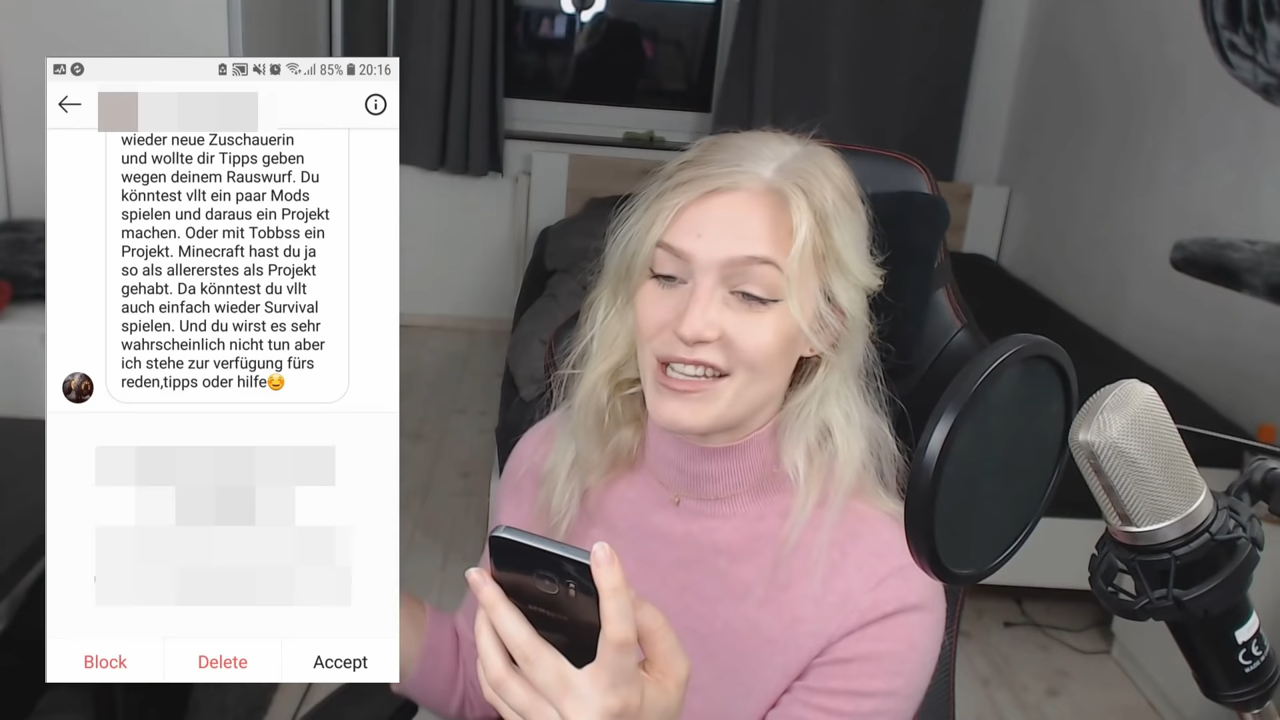 85% 20:16
wieder neue Zuschauerin
und wollte dir Tipps geben
wegen deinem Rauswurf. Du
könntest vllt ein paar Mods
spielen und daraus ein Projekt
machen. Oder mit Tobbss ein
Projekt. Minecraft hast du ja
so als allererstes als Projekt
gehabt. Da könntest du vllt
auch einfach wieder Survival
spielen. Und du wirst es sehr
wahrscheinlich nicht tun aber
ich stehe zur verfügung fürs
reden,tipps oder hilfe😊
Block Delete Accept
SAMSUNG
CE